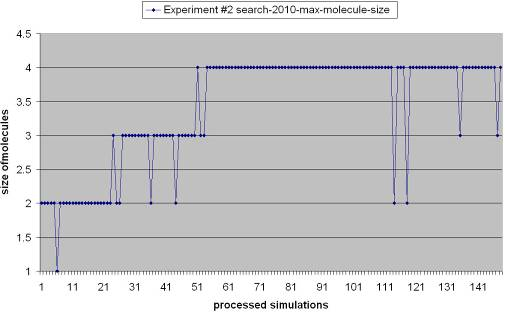 Experiment #2 search-2010-max-molecule-size
4.5
4
3.5
3
2.5
2
1.5
1
size ofmolecules
1 11 21 31 41 51 61 71 81 91 101 111 121 131 141
processed simulations